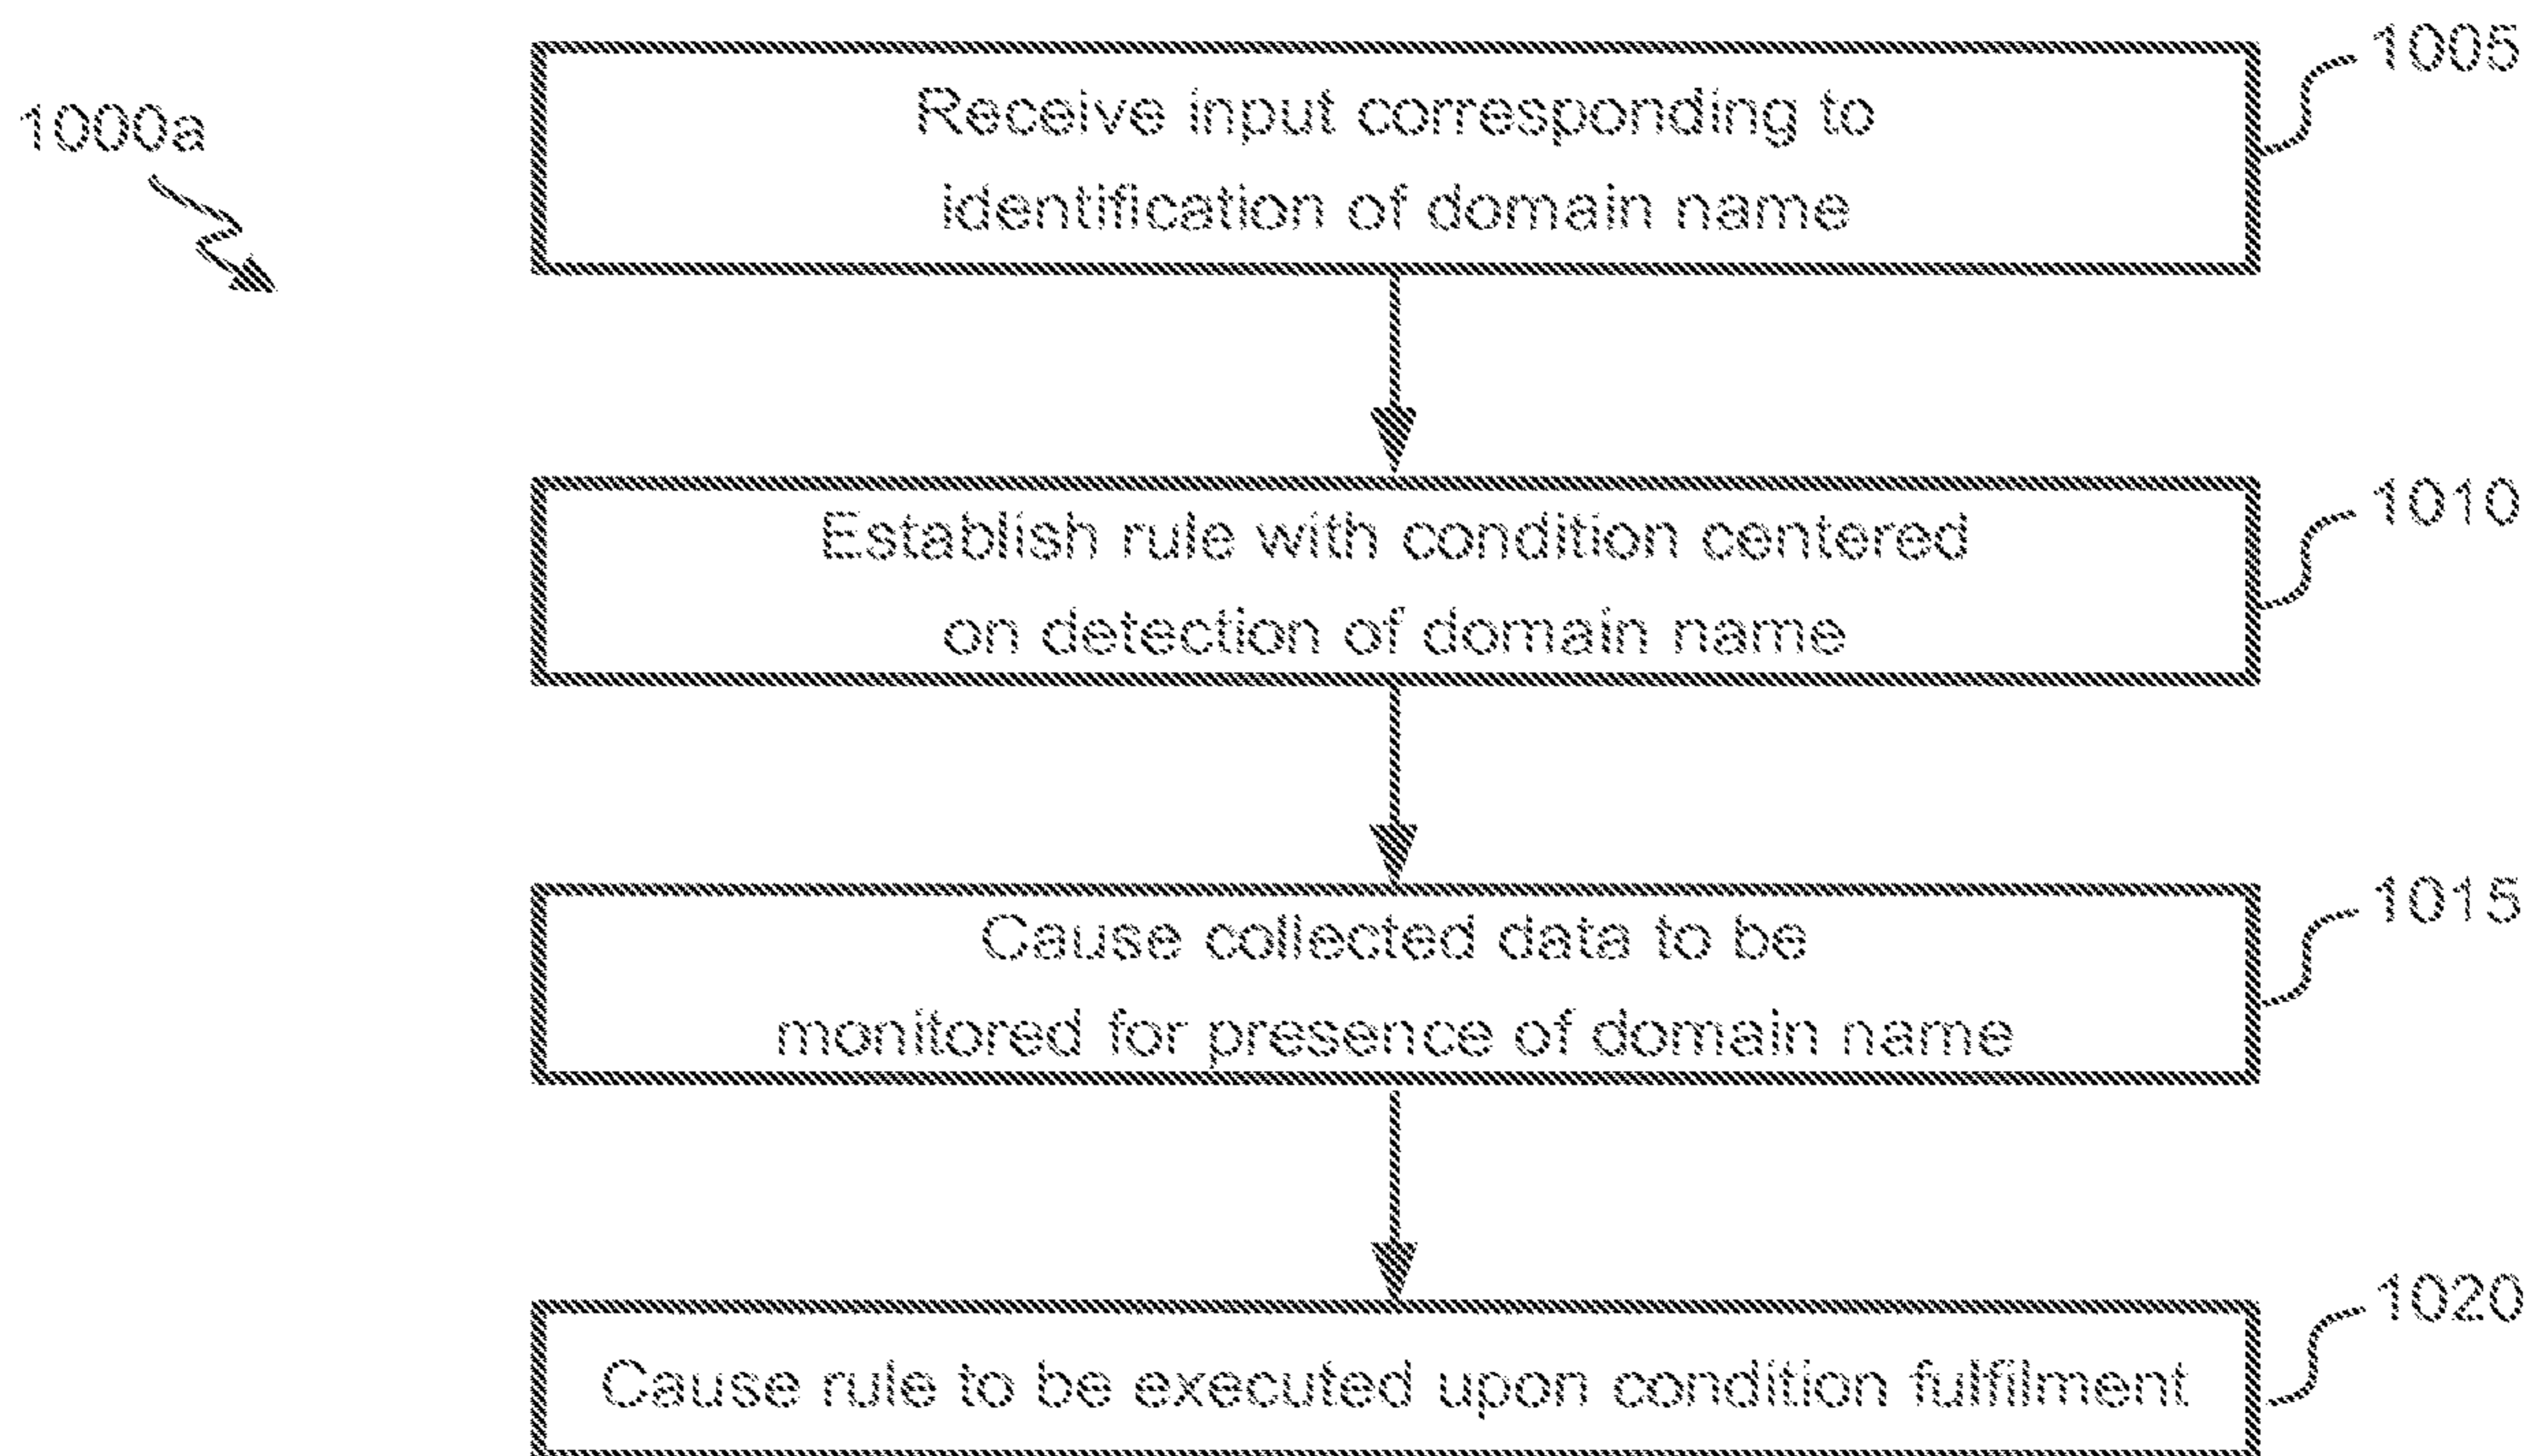 1005
1000a
Receive input corresponding to
identification of domain name
1010
Establish rule with condition centered
on detection of domain name
1015
Cause collected data to be
monitored for presence of domain name
1020
Cause rule to be executed upon condition fulfilment